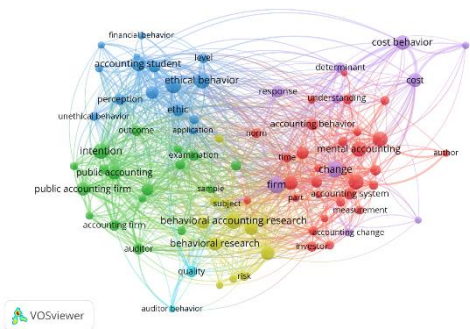 financial behavior
cost behavior
accounting student
level
determinant
ethical behavior
cost
response
understanding
perception
ethic
unethical behavior
outcome
application
norm
accounting behavior
intention
examination
time
mental accounting
author
public accounting
change
firm
public accounting firm
sample
part
accounting system
subject
measurement
accounting firm
behavioral accounting research
accounting change
auditor
behavioral research
investor
quality
risk
auditor behavior
VOSviewer